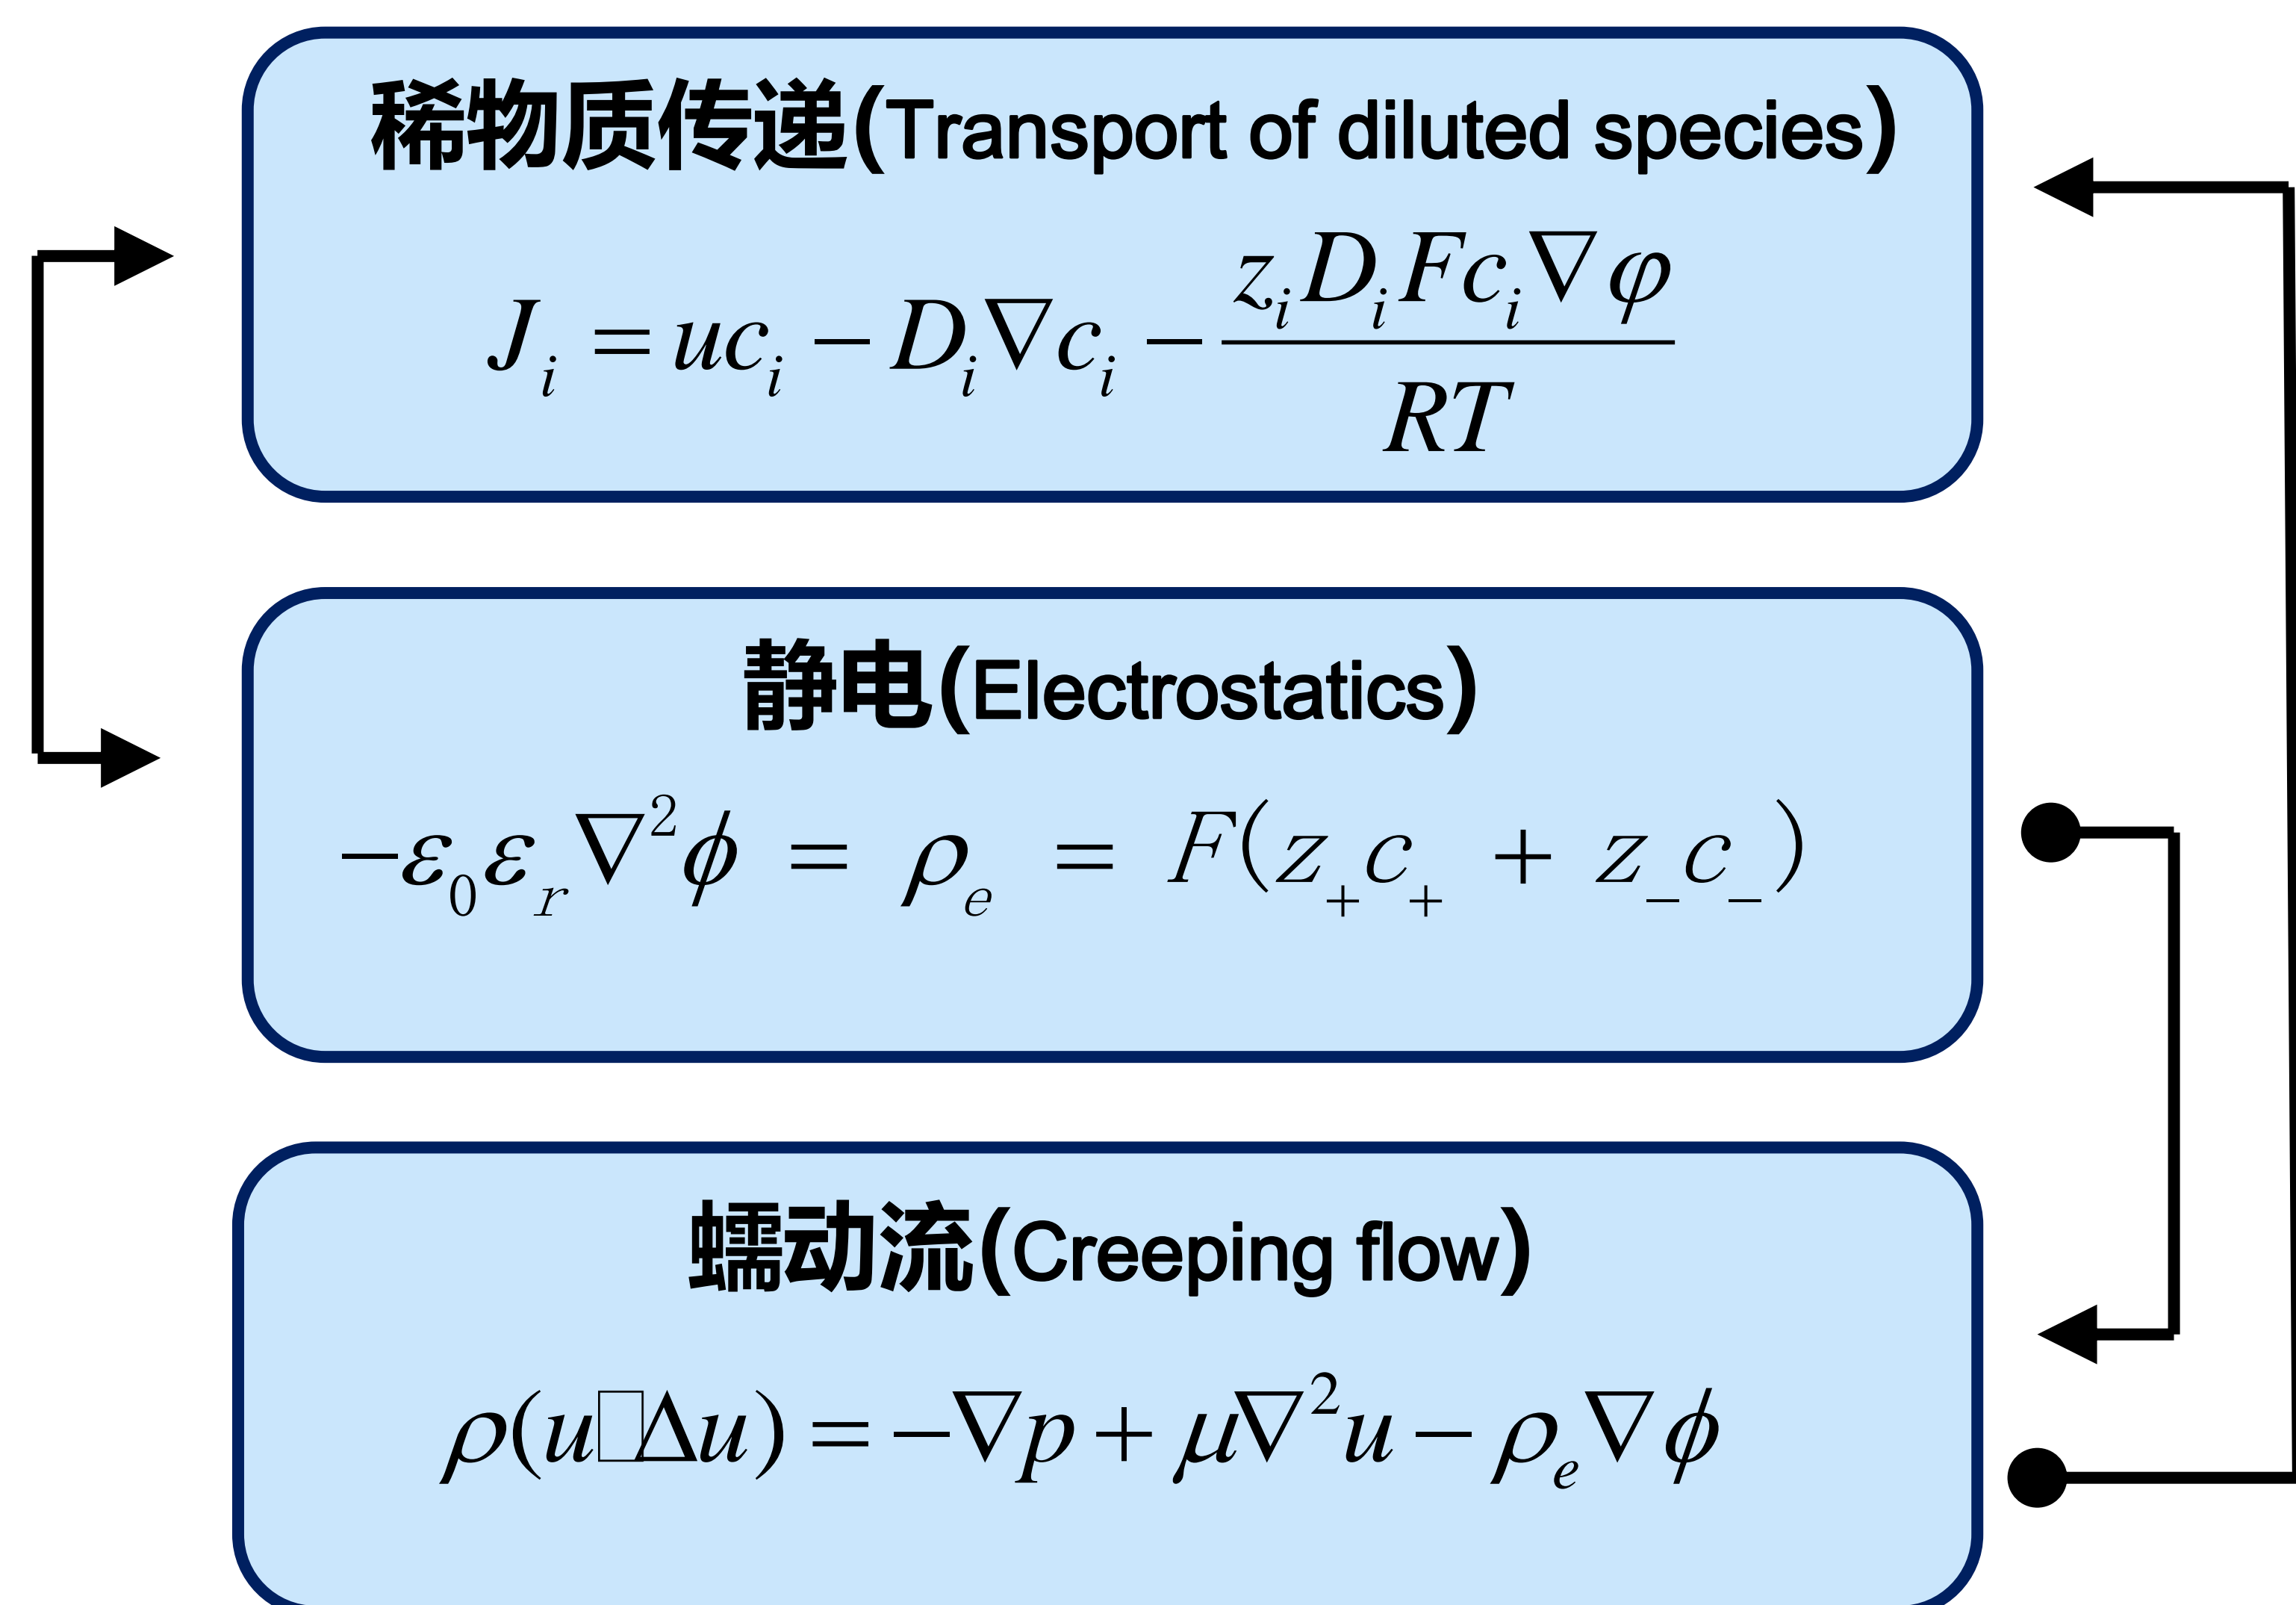 稀物质传递(Transport of diluted species)
J_i = uc_i − D_i∇c_i − z_iD_iFc_i∇φ / RT
静电(Electrostatics)
−ε_0ε_r∇²ϕ = ρ_e = F(z_+c_+ + z_−c_−)
蠕动流(Creeping flow)
ρ(u□Δu) = −∇p + μ∇²u − ρ_e∇ϕ